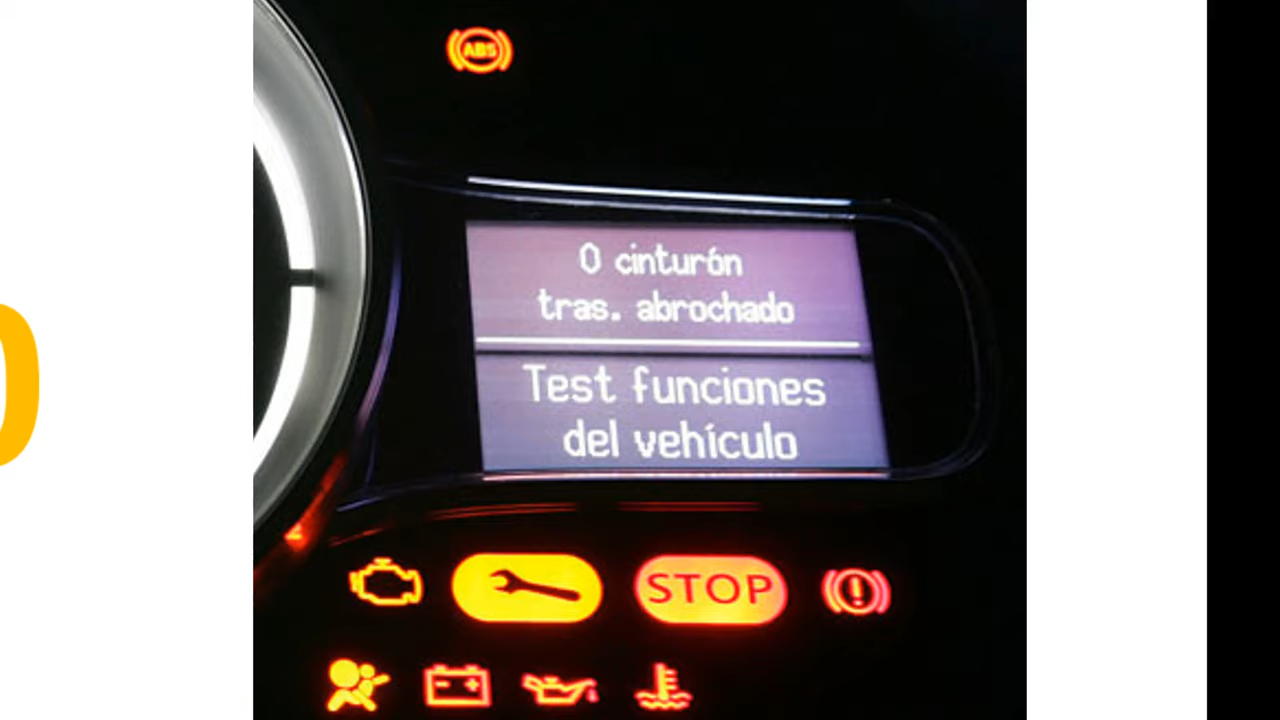 ABS
0 cinturón
tras. abrochado
Test funciones
del vehículo
STOP